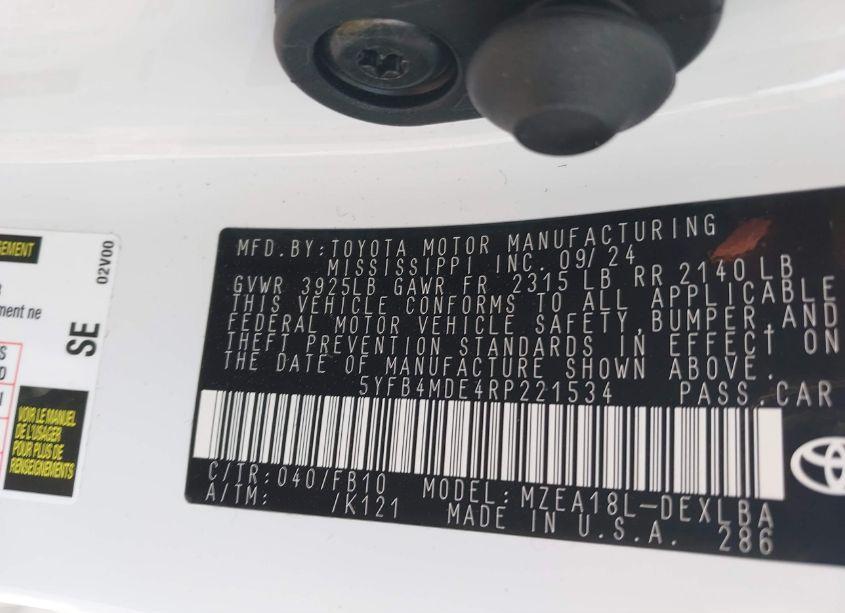 GEMENT
ment ne
SE
02V00
VOIR LE MANUEL
DE L'USAGER
POUR PLUS DE
RENSEIGNEMENTS
MFD. BY: TOYOTA MOTOR MANUFACTURING
MISSISSIPPI INC. 09/24
GVWR 3925LB GAWR FR 2315 LB RR 2140 LB
THIS VEHICLE CONFORMS TO ALL APPLICABLE
FEDERAL MOTOR VEHICLE SAFETY, BUMPER, AND
THEFT PREVENTION STANDARDS IN EFFECT ON
THE DATE OF MANUFACTURE SHOWN ABOVE.
5YFB4MDE4RP221534 PASS. CAR
C/TR: 040/FB10 MODEL: MZEA18L-DEXLBA
A/TM: /K121 MADE IN U.S.A. 286